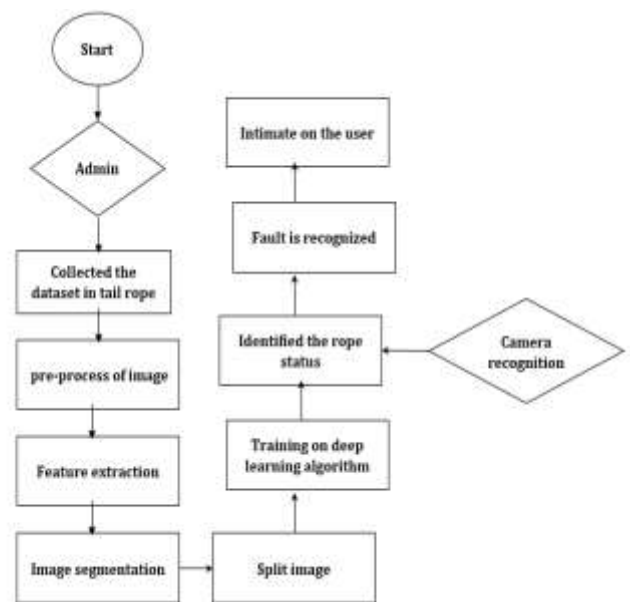 Start
Admin
Collected the
dataset in tail rope
pre-process of image
Feature extraction
Image segmentation
Split image
Training on deep
learning algorithm
Identified the rope
status
Camera
recognition
Fault is recognized
Intimate on the user